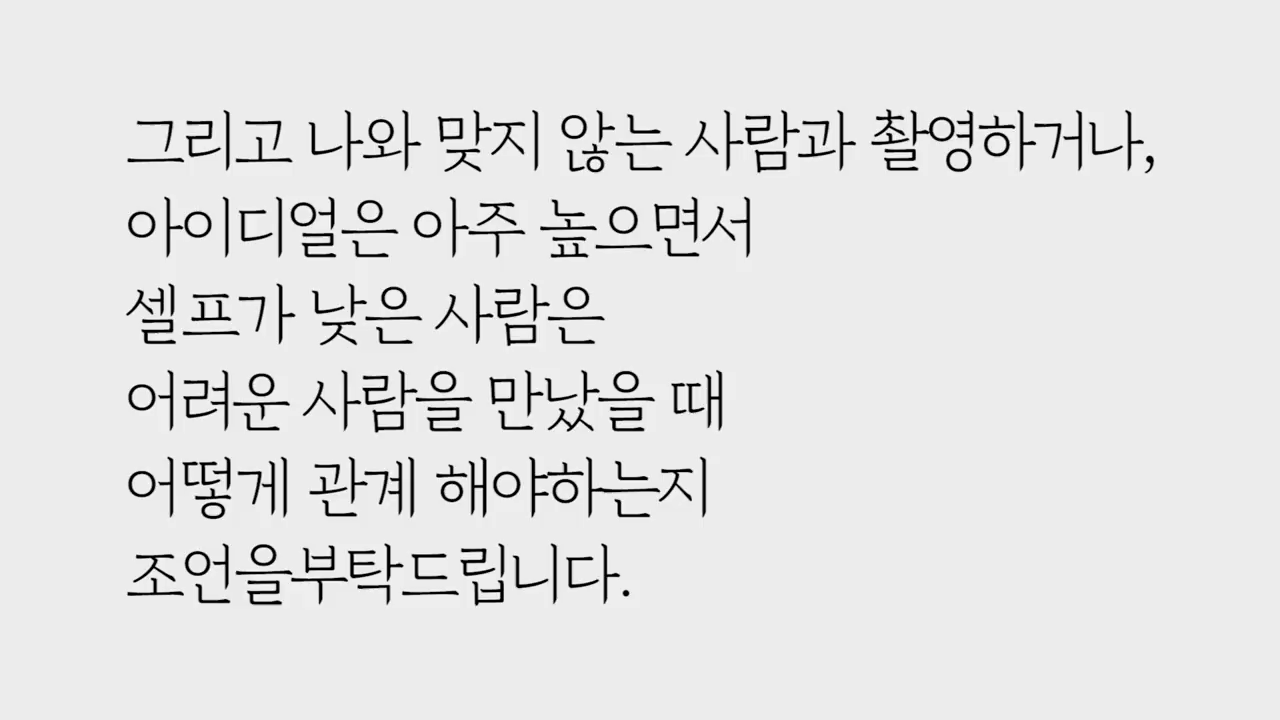 그리고 나와 맞지 않는 사람과 촬영하거나,
아이디얼은 아주 높으면서
셀프가 낮은 사람은
어려운 사람을 만났을 때
어떻게 관계 해야하는지
조언을부탁드립니다.